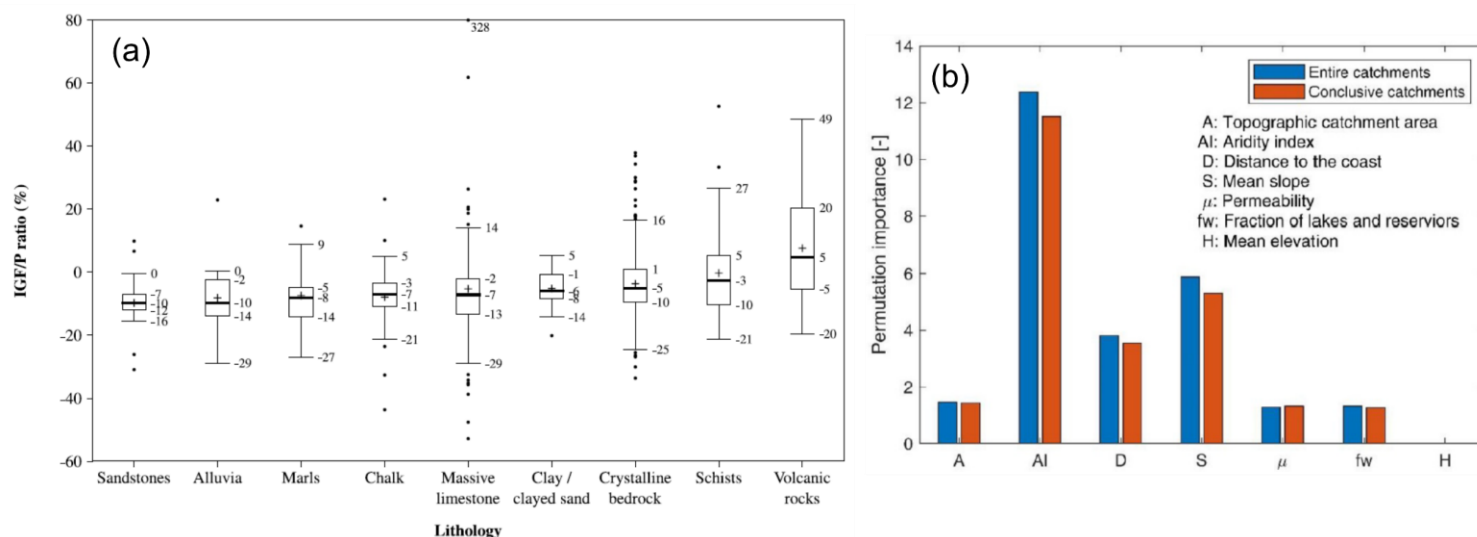 (a)
IGF/P ratio (%)
80
60
40
20
0
-20
-40
-60
328
0
-7
-10
-12
-16
0
-2
-10
-14
-29
9
-5
-8
-14
-27
5
-3
-7
-11
-21
14
-2
-7
-13
-29
5
-1
-6
-8
-14
16
1
-5
-10
-25
27
5
-3
-10
-21
49
20
5
-5
-20
Sandstones
Alluvia
Marls
Chalk
Massive
limestone
Clay /
clayed sand
Crystalline
bedrock
Schists
Volcanic
rocks
Lithology
(b)
Permutation importance [-]
14
12
10
8
6
4
2
0
Entire catchments
Conclusive catchments
A: Topographic catchment area
AI: Aridity index
D: Distance to the coast
S: Mean slope
μ: Permeability
fw: Fraction of lakes and reserviors
H: Mean elevation
A
AI
D
S
μ
fw
H